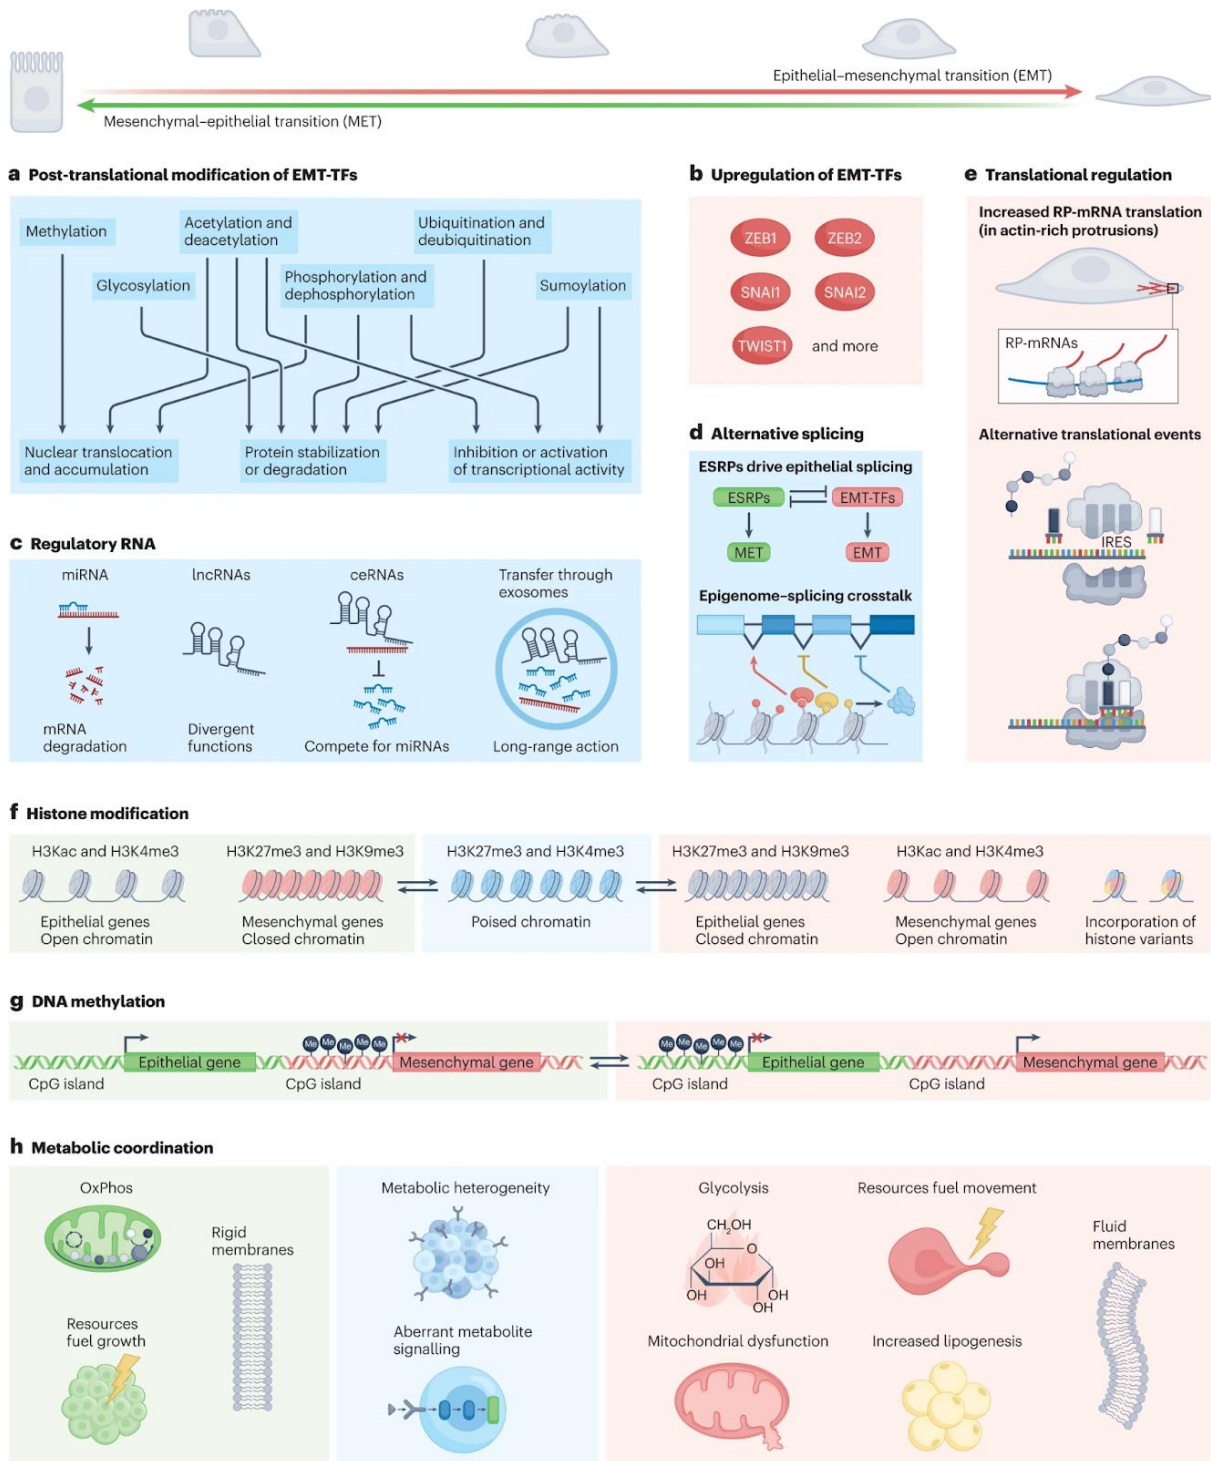 Epithelial–mesenchymal transition (EMT)
Mesenchymal–epithelial transition (MET)
a Post-translational modification of EMT-TFs
Methylation
Acetylation and
deacetylation
Ubiquitination and
deubiquitination
Glycosylation
Phosphorylation and
dephosphorylation
Sumoylation
Nuclear translocation
and accumulation
Protein stabilization
or degradation
Inhibition or activation
of transcriptional activity
b Upregulation of EMT-TFs
ZEB1
ZEB2
SNAI1
SNAI2
TWIST1
and more
c Regulatory RNA
miRNA
lncRNAs
ceRNAs
Transfer through
exosomes
mRNA
degradation
Divergent
functions
Compete for miRNAs
Long-range action
d Alternative splicing
ESRPs drive epithelial splicing
ESRPs
EMT-TFs
MET
EMT
Epigenome–splicing crosstalk
e Translational regulation
Increased RP-mRNA translation
(in actin-rich protrusions)
RP-mRNAs
Alternative translational events
IRES
f Histone modification
H3Kac and H3K4me3
Epithelial genes
Open chromatin
H3K27me3 and H3K9me3
Mesenchymal genes
Closed chromatin
H3K27me3 and H3K4me3
Poised chromatin
H3K27me3 and H3K9me3
Epithelial genes
Closed chromatin
H3Kac and H3K4me3
Mesenchymal genes
Open chromatin
Incorporation of
histone variants
g DNA methylation
Epithelial gene
CpG island
Me Me Me Me Me
Mesenchymal gene
CpG island
Me Me Me Me Me
Epithelial gene
CpG island
Mesenchymal gene
CpG island
h Metabolic coordination
OxPhos
Rigid
membranes
Resources
fuel growth
Metabolic heterogeneity
Aberrant metabolite
signalling
Glycolysis
CH2OH
O
OH
OH
OH
OH
Resources fuel movement
Fluid
membranes
Mitochondrial dysfunction
Increased lipogenesis